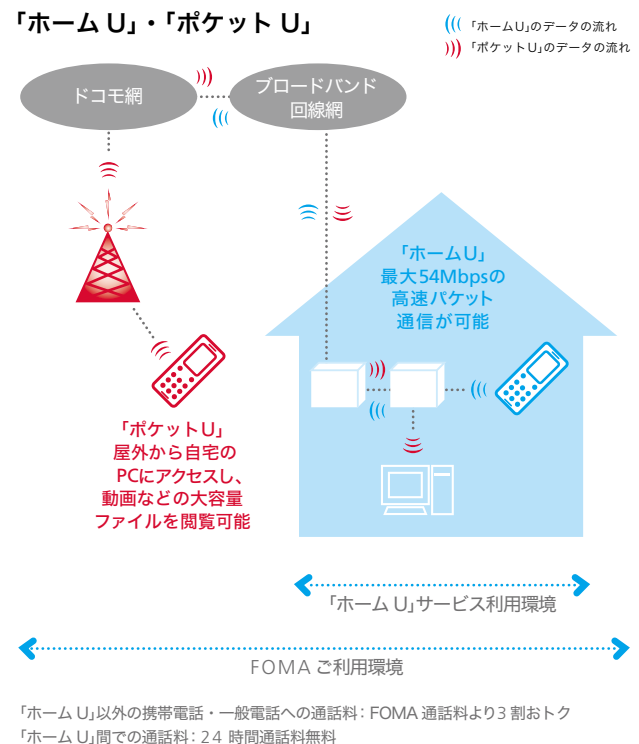 「ホーム U」・「ポケット U」
「ホームU」のデータの流れ
「ポケットU」のデータの流れ
ドコモ網
ブロードバンド
回線網
「ホームU」
最大54Mbpsの
高速パケット
通信が可能
「ポケットU」
屋外から自宅の
PCにアクセスし、
動画などの大容量
ファイルを閲覧可能
「ホーム U」サービス利用環境
FOMA ご利用環境
「ホーム U」以外の携帯電話・一般電話への通話料：FOMA 通話料より3 割おトク
「ホーム U」間での通話料：24 時間通話料無料